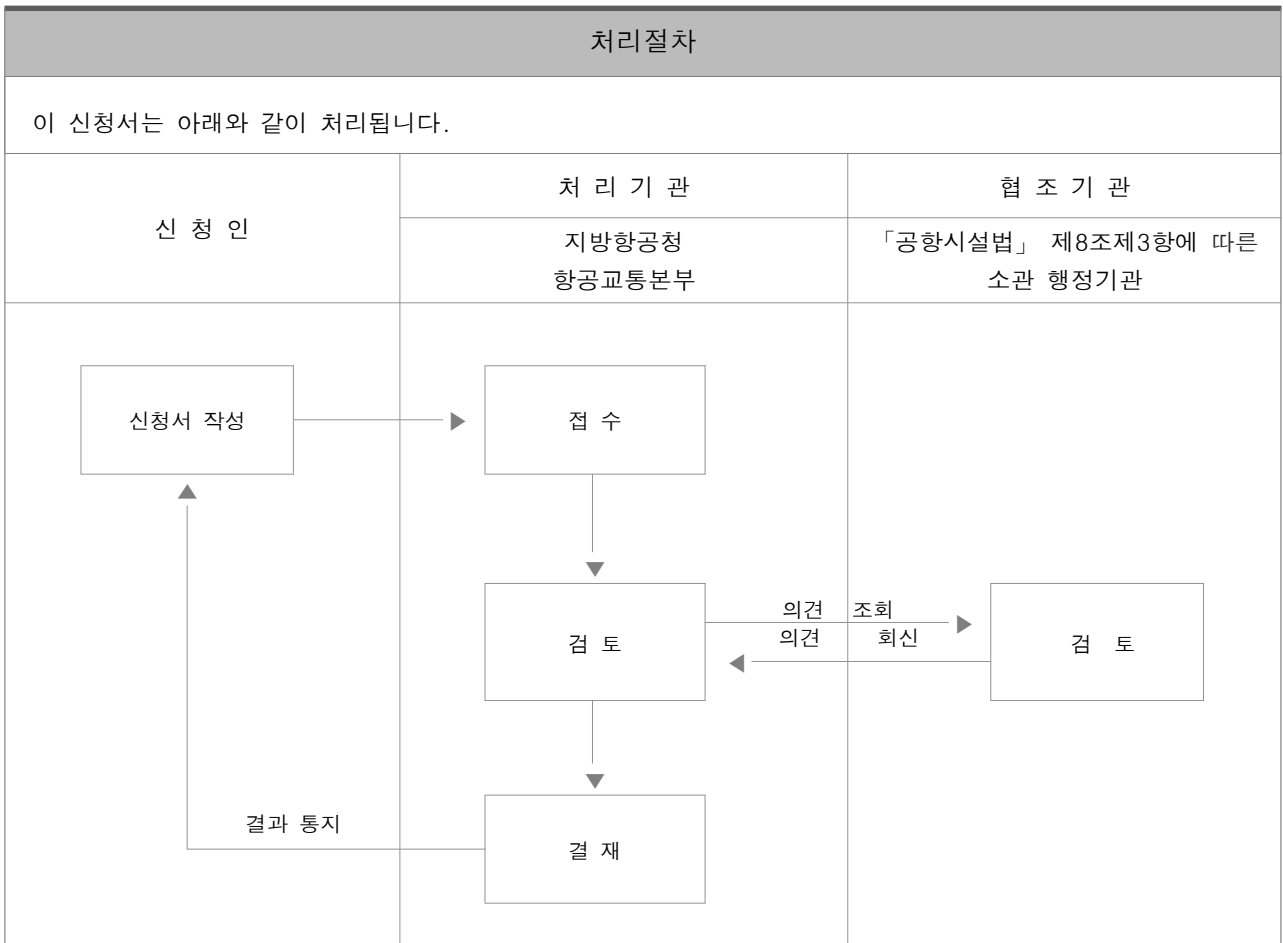 처리절차
이 신청서는 아래와 같이 처리됩니다.
신 청 인
처 리 기 관
협 조 기 관
지방항공청
항공교통본부
「공항시설법」 제8조제3항에 따른
소관 행정기관
신청서 작성
접 수
검 토
의견 조회
의견 회신
검 토
결과 통지
결 재